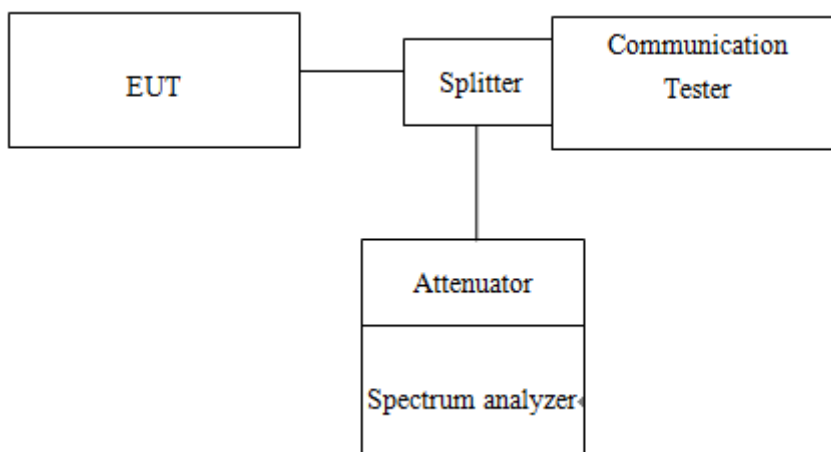 EUT
Splitter
Communication
Tester
Attenuator
Spectrum analyzer